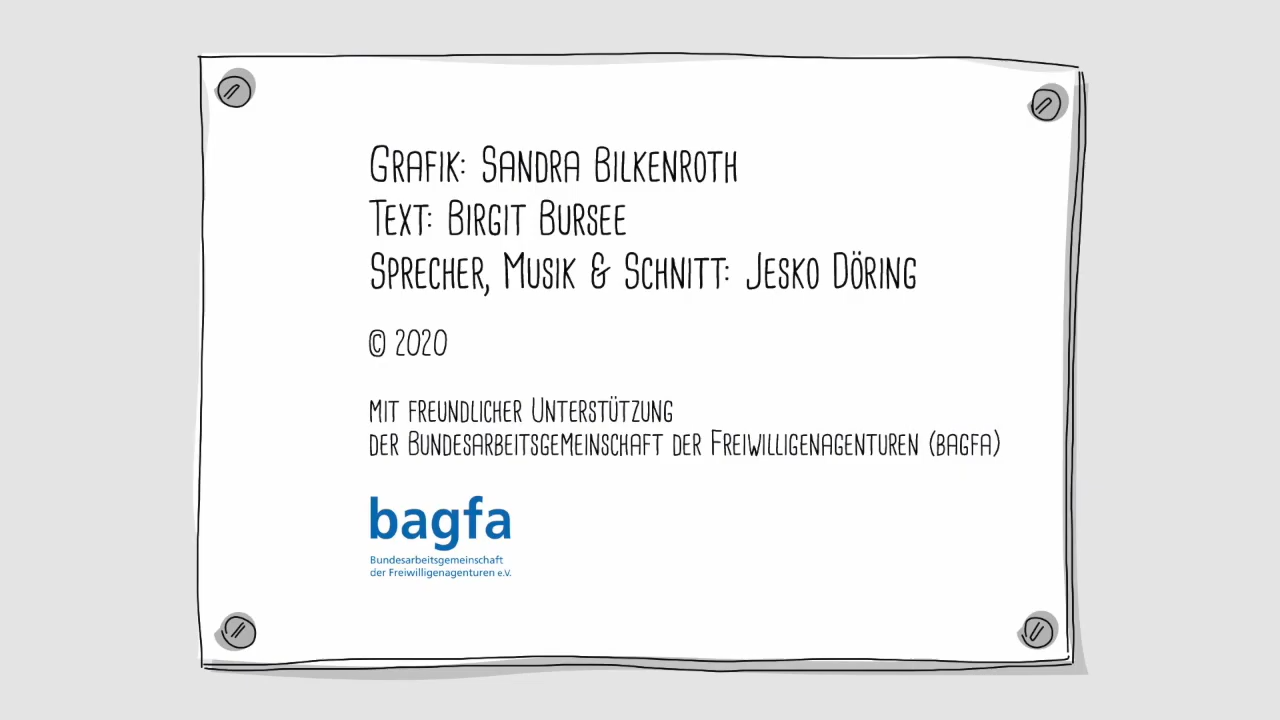 Grafik: Sandra Bilkenroth
Text: Birgit Bursee
Sprecher, Musik & Schnitt: Jesko Döring
© 2020
mit freundlicher Unterstützung
der Bundesarbeitsgemeinschaft der Freiwilligenagenturen (bagfa)
bagfa
Bundesarbeitsgemeinschaft
der Freiwilligenagenturen e.V.